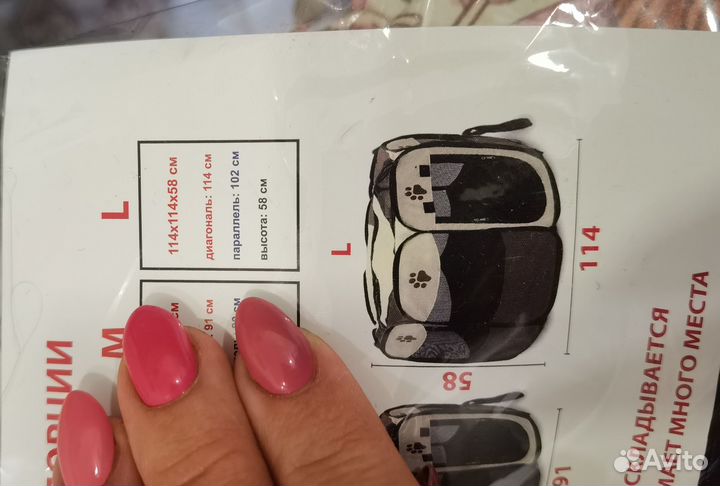 L
114x114x58 см
диагональ: 114 см
параллель: 102 см
высота: 58 см
M
см
91 см
L
114
58
91
СКЛАДЫВАЕТСЯ
МНОГО МЕСТА
Avito